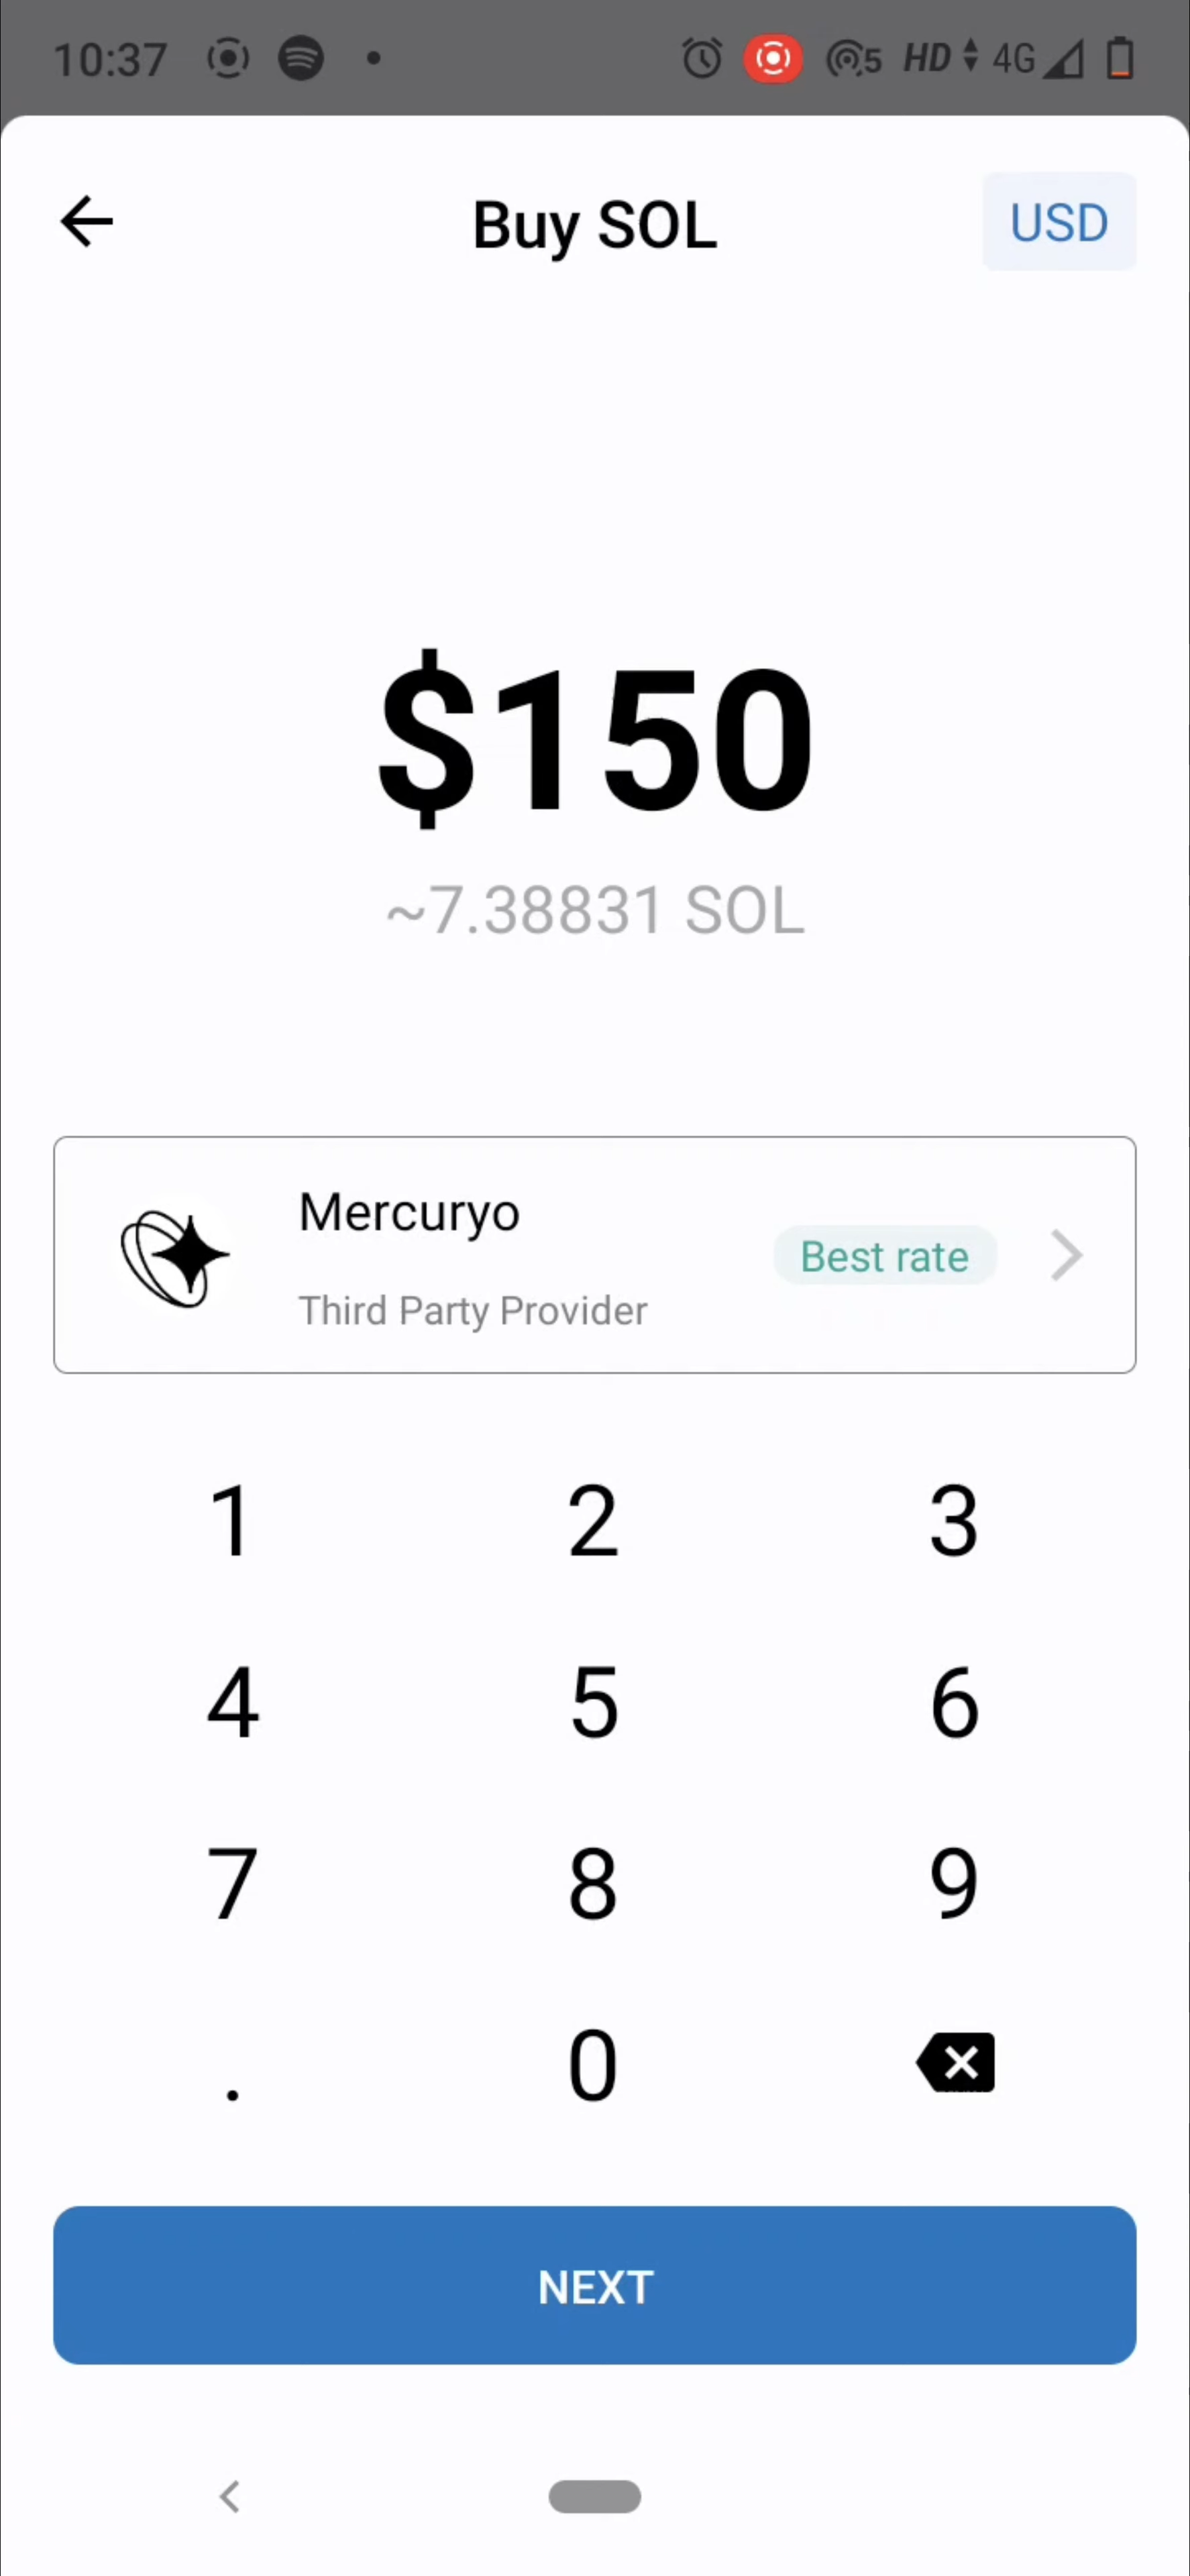 10:37 5 HD 4G
Buy SOL USD
$150
~7.38831 SOL
Mercuryo
Third Party Provider
Best rate
1 2 3
4 5 6
7 8 9
. 0
NEXT